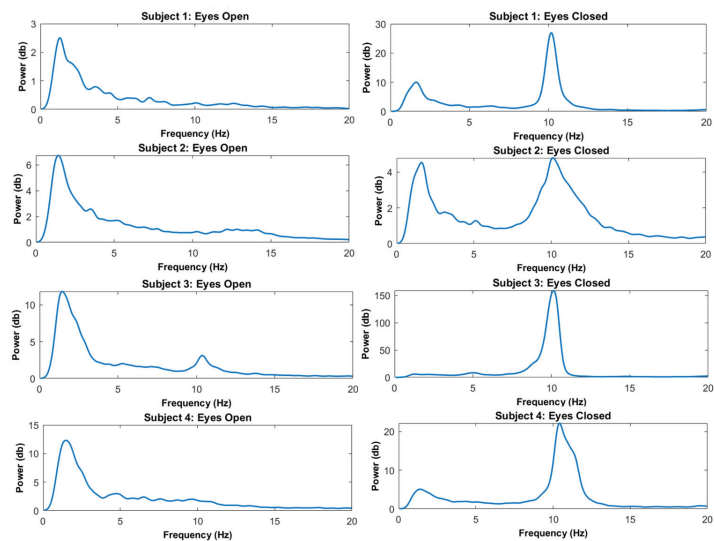 Subject 1: Eyes Open
3
2
1
0
Power (db)
0 5 10 15 20
Frequency (Hz)
Subject 1: Eyes Closed
30
20
10
0
Power (db)
0 5 10 15 20
Frequency (Hz)
Subject 2: Eyes Open
6
4
2
0
Power (db)
0 5 10 15 20
Frequency (Hz)
Subject 2: Eyes Closed
4
2
0
Power (db)
0 5 10 15 20
Frequency (Hz)
Subject 3: Eyes Open
10
5
0
Power (db)
0 5 10 15 20
Frequency (Hz)
Subject 3: Eyes Closed
150
100
50
0
Power (db)
0 5 10 15 20
Frequency (Hz)
Subject 4: Eyes Open
15
10
5
0
Power (db)
0 5 10 15 20
Frequency (Hz)
Subject 4: Eyes Closed
20
10
0
Power (db)
0 5 10 15 20
Frequency (Hz)